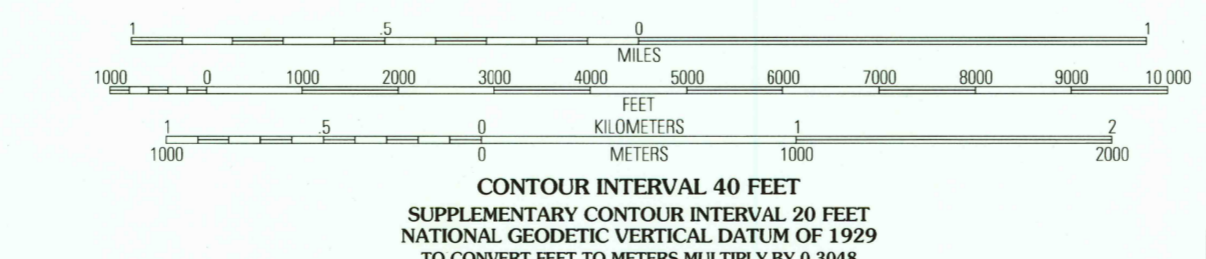 1 .5 0 1
MILES
1000 0 1000 2000 3000 4000 5000 6000 7000 8000 9000 10 000
FEET
1 .5 0 KILOMETERS 1 2
1000 0 METERS 1000 2000
CONTOUR INTERVAL 40 FEET
SUPPLEMENTARY CONTOUR INTERVAL 20 FEET
NATIONAL GEODETIC VERTICAL DATUM OF 1929
TO CONVERT FEET TO METERS MULTIPLY BY 0.3048